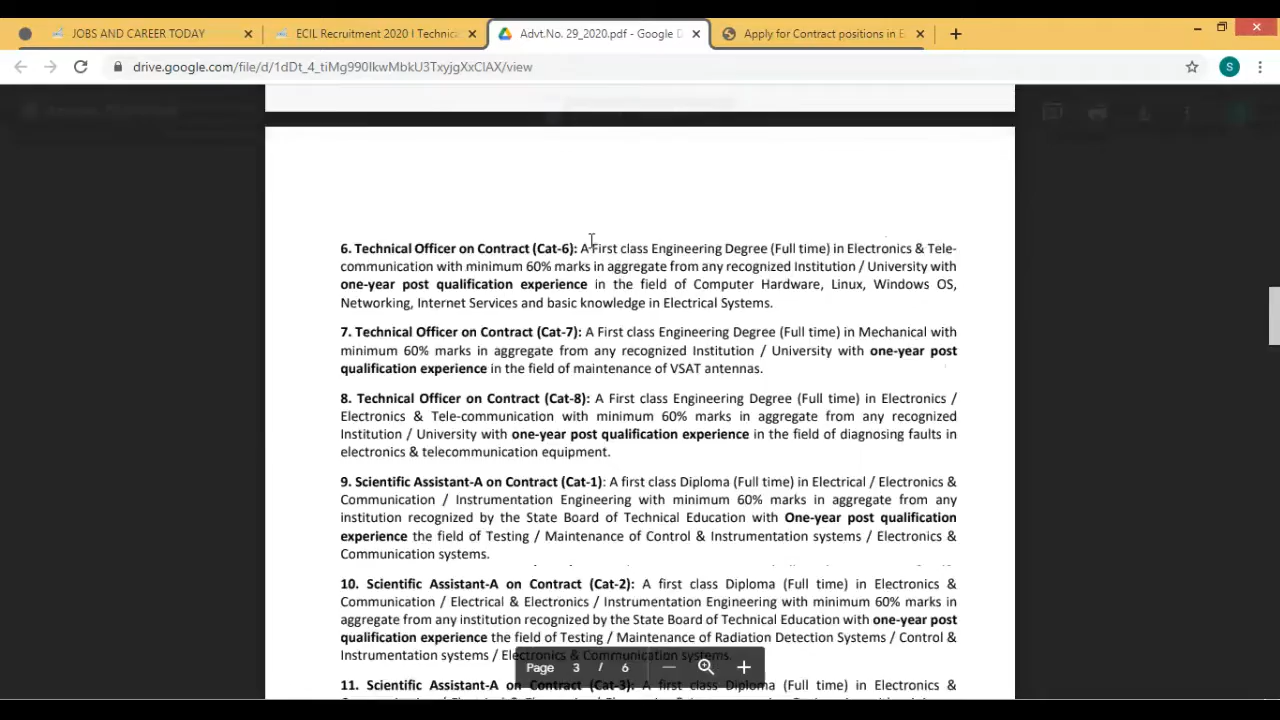 JOBS AND CAREER TODAY
ECIL Recruitment 2020 I Technica
Advt.No. 29_2020.pdf - Google D
Apply for Contract positions in E
drive.google.com/file/d/1dDt_4_tiMg990IkwMbkU3TxyjgXxClAX/view
S
6. Technical Officer on Contract (Cat-6): A First class Engineering Degree (Full time) in Electronics & Tele-
communication with minimum 60% marks in aggregate from any recognized Institution / University with
one-year post qualification experience in the field of Computer Hardware, Linux, Windows OS,
Networking, Internet Services and basic knowledge in Electrical Systems.
7. Technical Officer on Contract (Cat-7): A First class Engineering Degree (Full time) in Mechanical with
minimum 60% marks in aggregate from any recognized Institution / University with one-year post
qualification experience in the field of maintenance of VSAT antennas.
8. Technical Officer on Contract (Cat-8): A First class Engineering Degree (Full time) in Electronics /
Electronics & Tele-communication with minimum 60% marks in aggregate from any recognized
Institution / University with one-year post qualification experience in the field of diagnosing faults in
electronics & telecommunication equipment.
9. Scientific Assistant-A on Contract (Cat-1): A first class Diploma (Full time) in Electrical / Electronics &
Communication / Instrumentation Engineering with minimum 60% marks in aggregate from any
institution recognized by the State Board of Technical Education with One-year post qualification
experience the field of Testing / Maintenance of Control & Instrumentation systems / Electronics &
Communication systems.
10. Scientific Assistant-A on Contract (Cat-2): A first class Diploma (Full time) in Electronics &
Communication / Electrical & Electronics / Instrumentation Engineering with minimum 60% marks in
aggregate from any institution recognized by the State Board of Technical Education with one-year post
qualification experience the field of Testing / Maintenance of Radiation Detection Systems / Control &
Instrumentation systems / Electronics & Communication systems.
Page 3 / 6
11. Scientific Assistant-A on Contract (Cat-3): A first class Diploma (Full time) in Electronics &